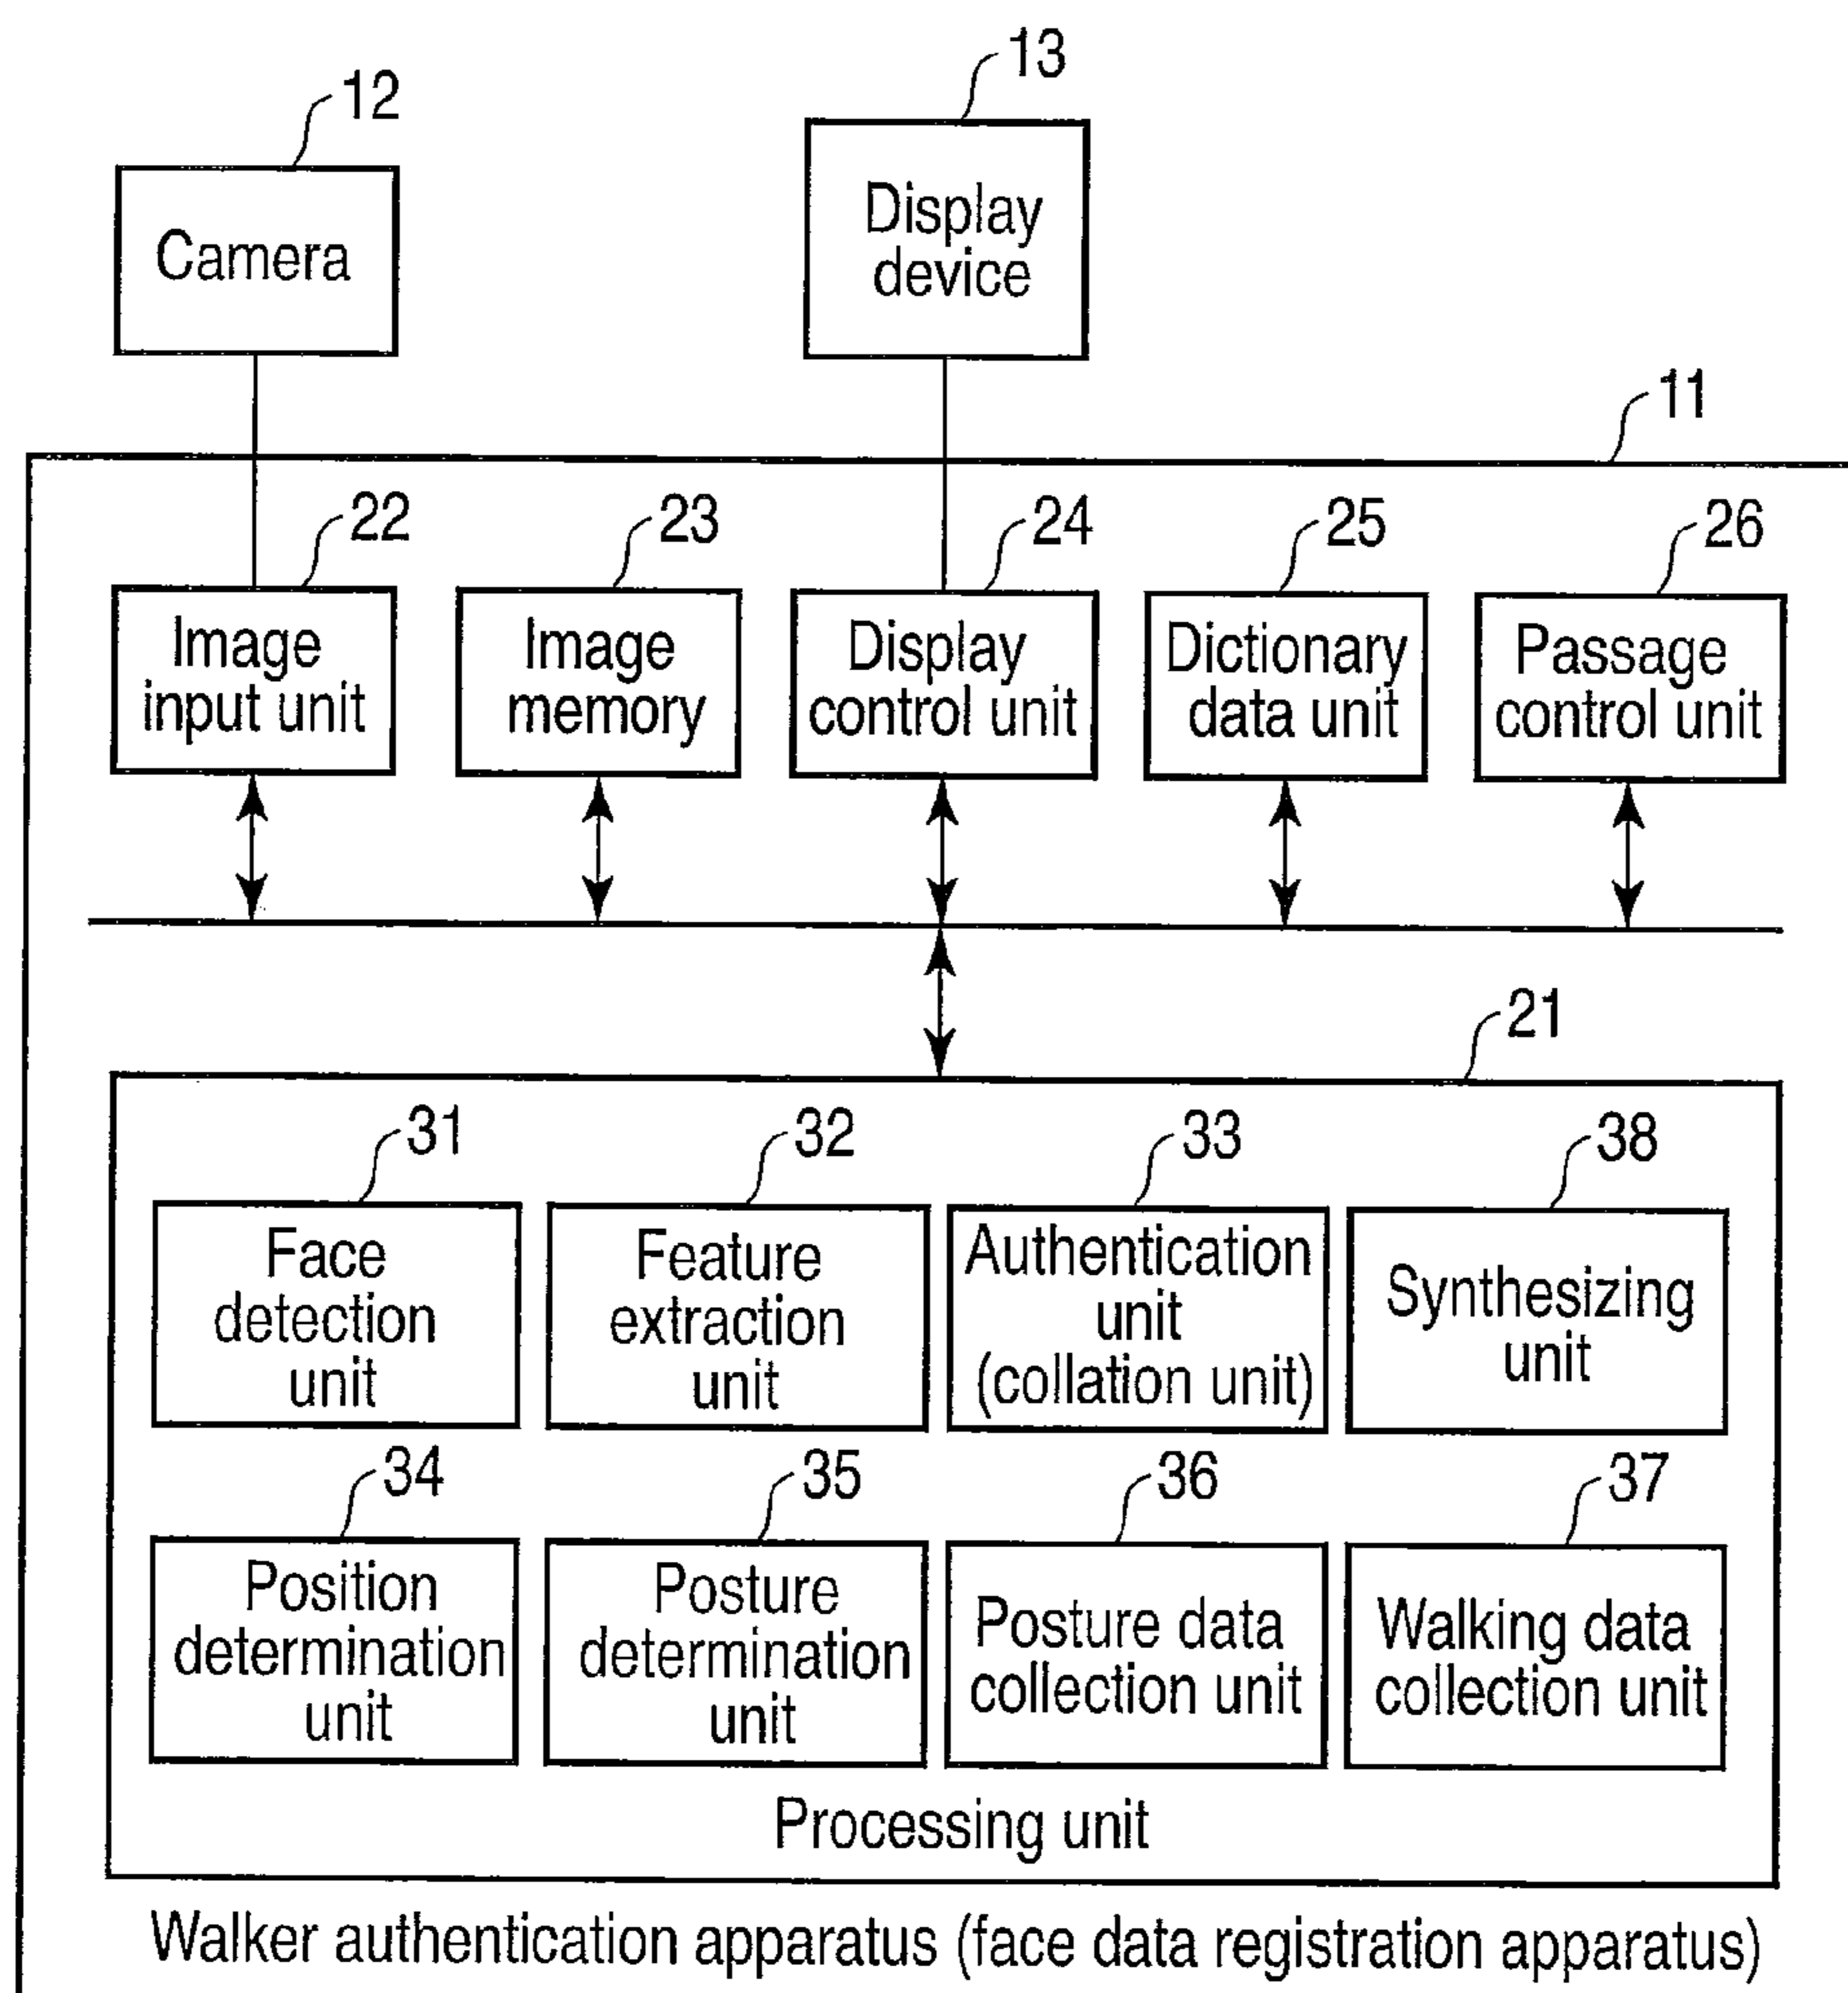 13
12
Display
device
Camera
11
22
23
24
25
26
Image
input unit
Image
memory
Display
control unit
Dictionary
data unit
Passage
control unit
21
31
32
33
38
Face
detection
unit
Feature
extraction
unit
Authentication
unit
(collation unit)
Synthesizing
unit
34
35
36
37
Position
determination
unit
Posture
determination
unit
Posture data
collection unit
Walking data
collection unit
Processing unit
Walker authentication apparatus (face data registration apparatus)